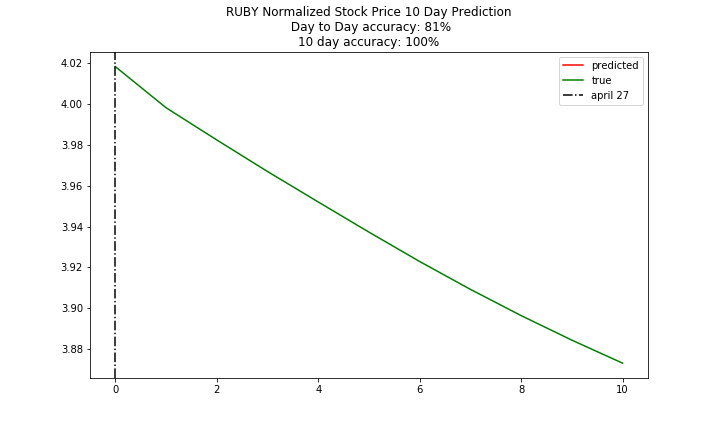 RUBY Normalized Stock Price 10 Day Prediction
Day to Day accuracy: 81%
10 day accuracy: 100%
predicted
true
april 27
4.02
4.00
3.98
3.96
3.94
3.92
3.90
3.88
0 2 4 6 8 10